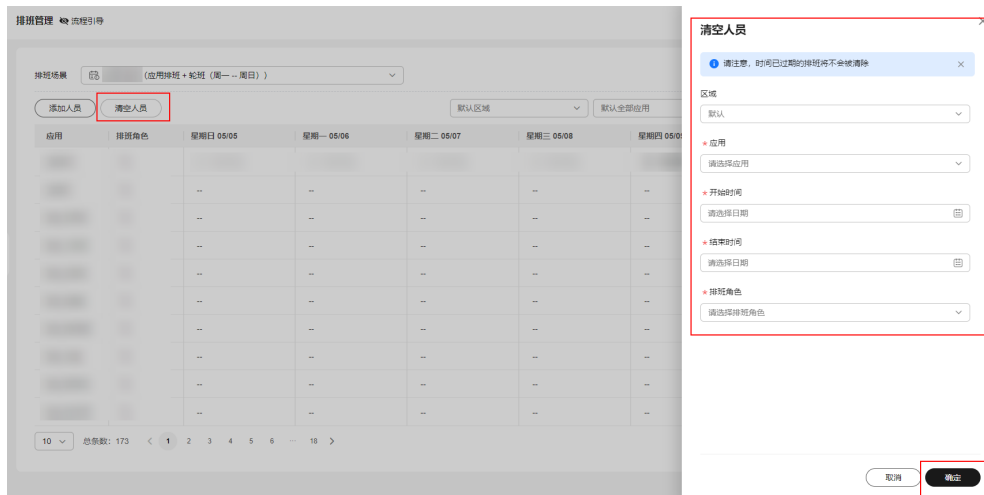 排班管理 流程引导
排班场景 (应用排班 + 轮班 (周一 -- 周日) )
添加人员 清空人员 默认区域 默认全部应用
应用 排班角色 星期日 05/05 星期一 05/06 星期二 05/07 星期三 05/08 星期四 05/0
-- -- -- -- --
-- -- -- -- --
-- -- -- -- --
-- -- -- -- --
-- -- -- -- --
-- -- -- -- --
-- -- -- -- --
-- -- -- -- --
-- -- -- -- --
10 总条数: 173 < 1 2 3 4 5 6 ··· 18 >
清空人员
请注意，时间已过期的排班将不会被清除
区域
默认
* 应用
请选择应用
* 开始时间
请选择日期
* 结束时间
请选择日期
* 排班角色
请选择排班角色
取消 确定